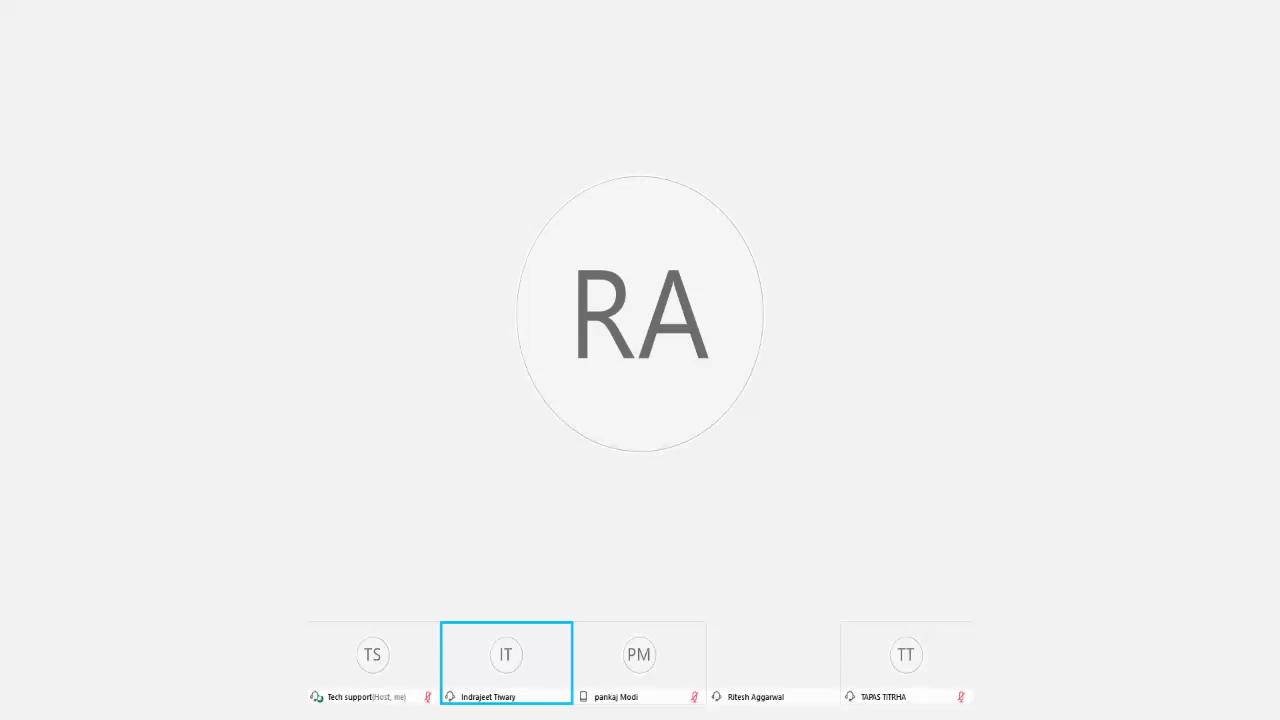 RA
TS
IT
PM
TT
Tech support(Host, me)
Indrajeet Tiwary
pankaj Modi
Ritesh Aggarwal
TAPAS TITRHA